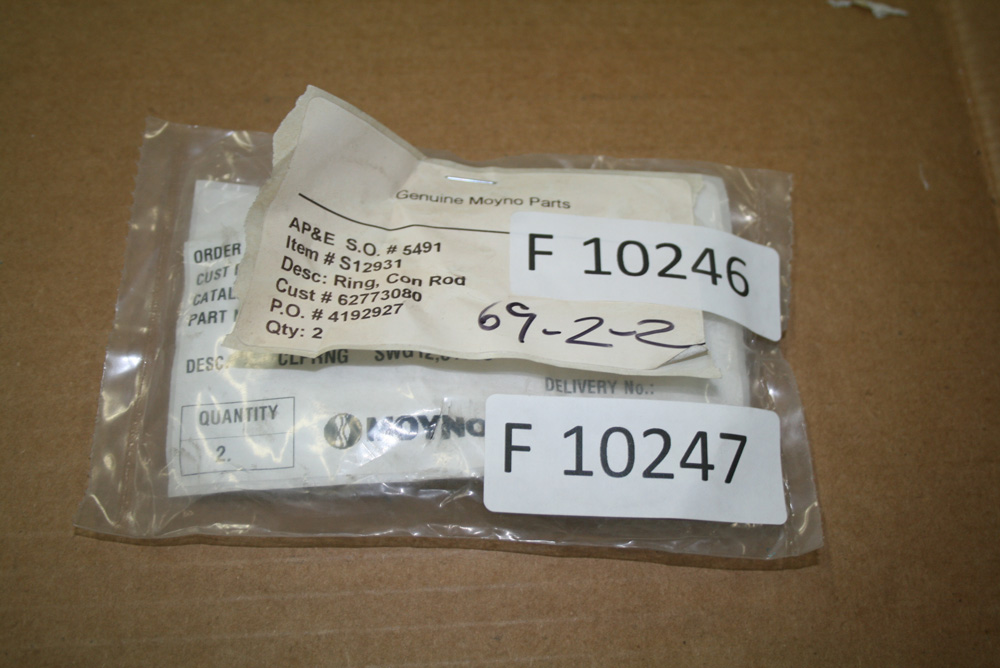 Genuine Moyno Parts
AP&E S.O. # 5491
Item # S12931
Desc: Ring, Con Rod
Cust # 62773080
P.O. # 4192927
Qty: 2
69-2-2
F 10246
ORDER
CUST
CATAL
PART
DESC.
DELIVERY No.:
QUANTITY
2.
MOYNO
F 10247